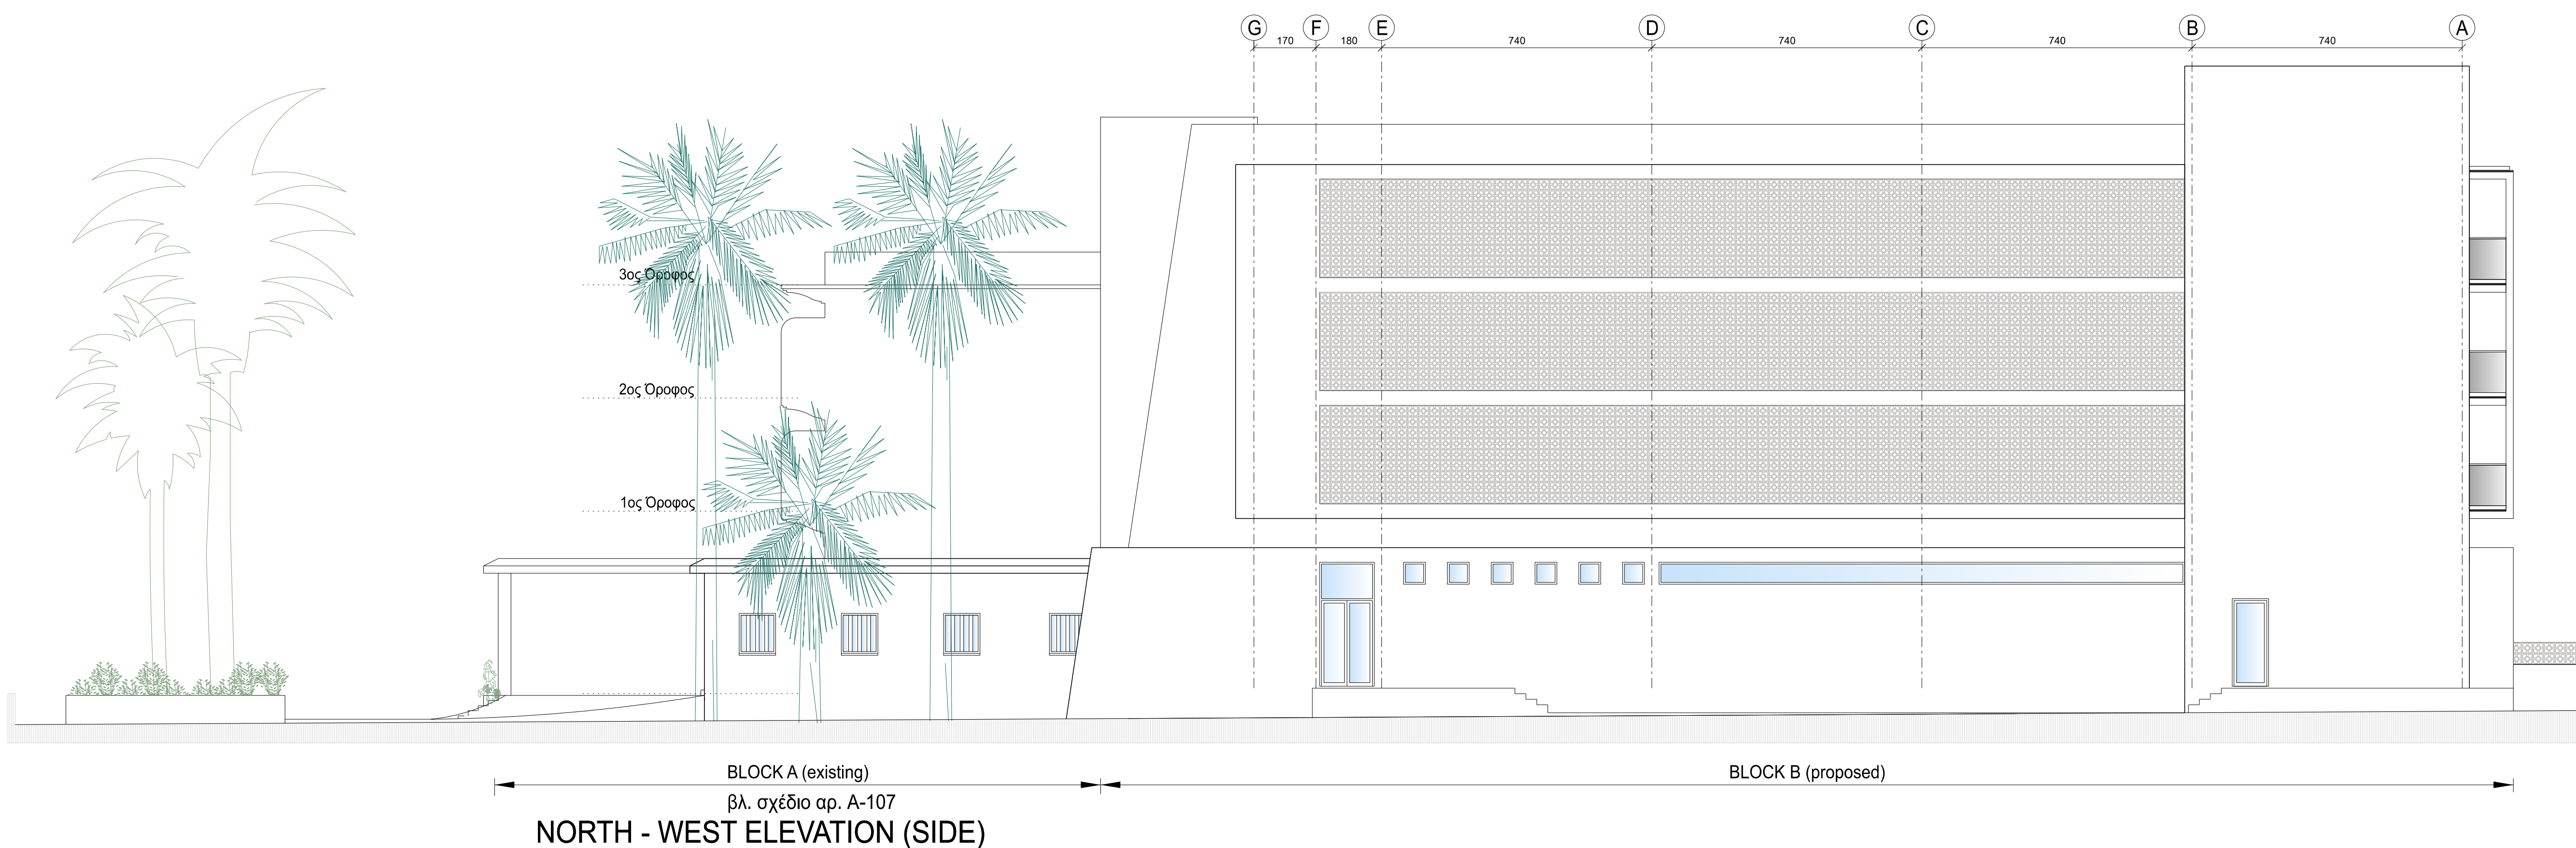 G F E D C B A
170 180 740 740 740 740
3ος Όροφος
2ος Όροφος
1ος Όροφος
BLOCK A (existing)
BLOCK B (proposed)
βλ. σχέδιο αρ. Α-107
NORTH - WEST ELEVATION (SIDE)